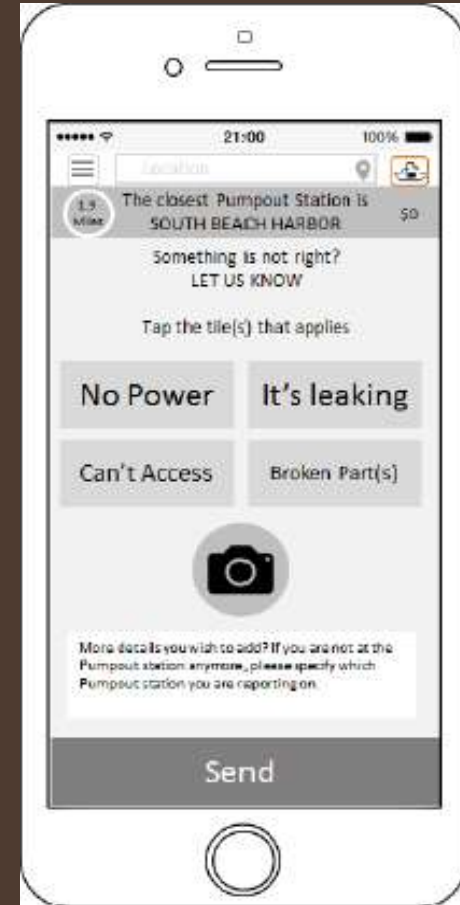 21:00 100%
Location
1.9 The closest Pumpout Station is $0
Miles SOUTH BEACH HARBOR
Something is not right?
LET US KNOW
Tap the tile(s) that applies
No Power It's leaking
Can't Access Broken Part(s)
More details you wish to add? If you are not at the
Pumpout station anymore, please specify which
Pumpout station you are reporting on
Send